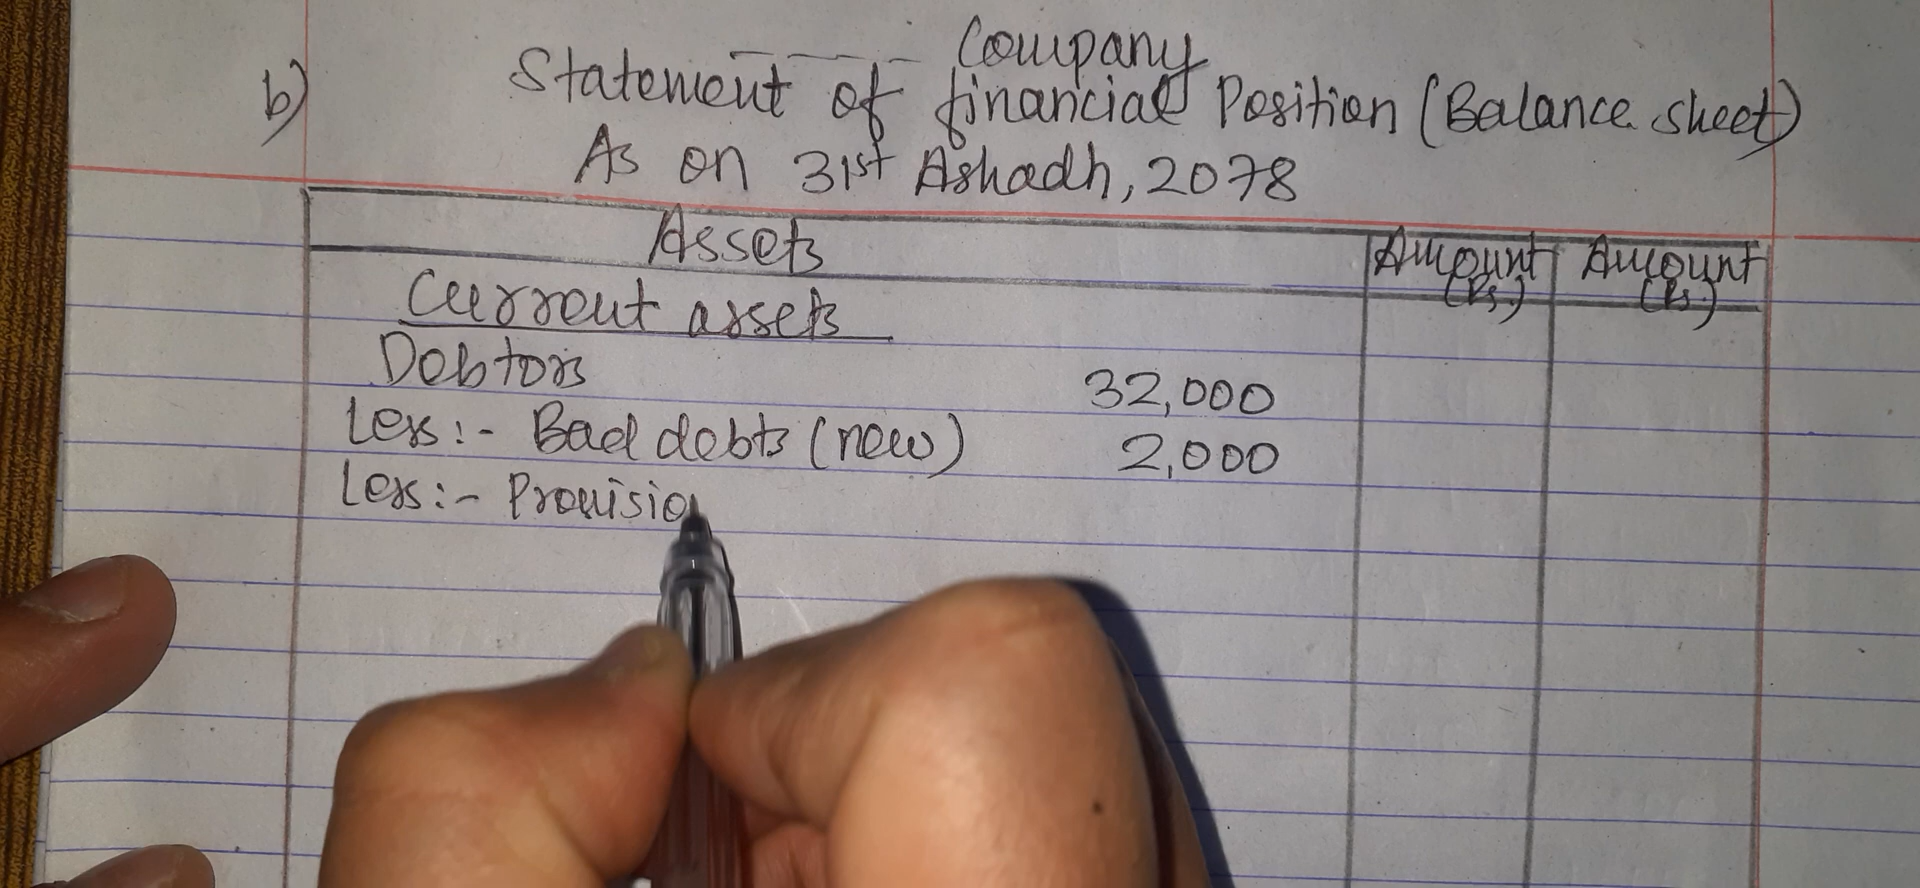 ---- Company
b) Statement of financial Position (Balance sheet)
As on 31st Ashadh, 2078
Assets Amount (Rs.) Amount (Rs.)
Current assets
Debtors 32,000
Less:- Bad debts (new) 2,000
Less:- Provision